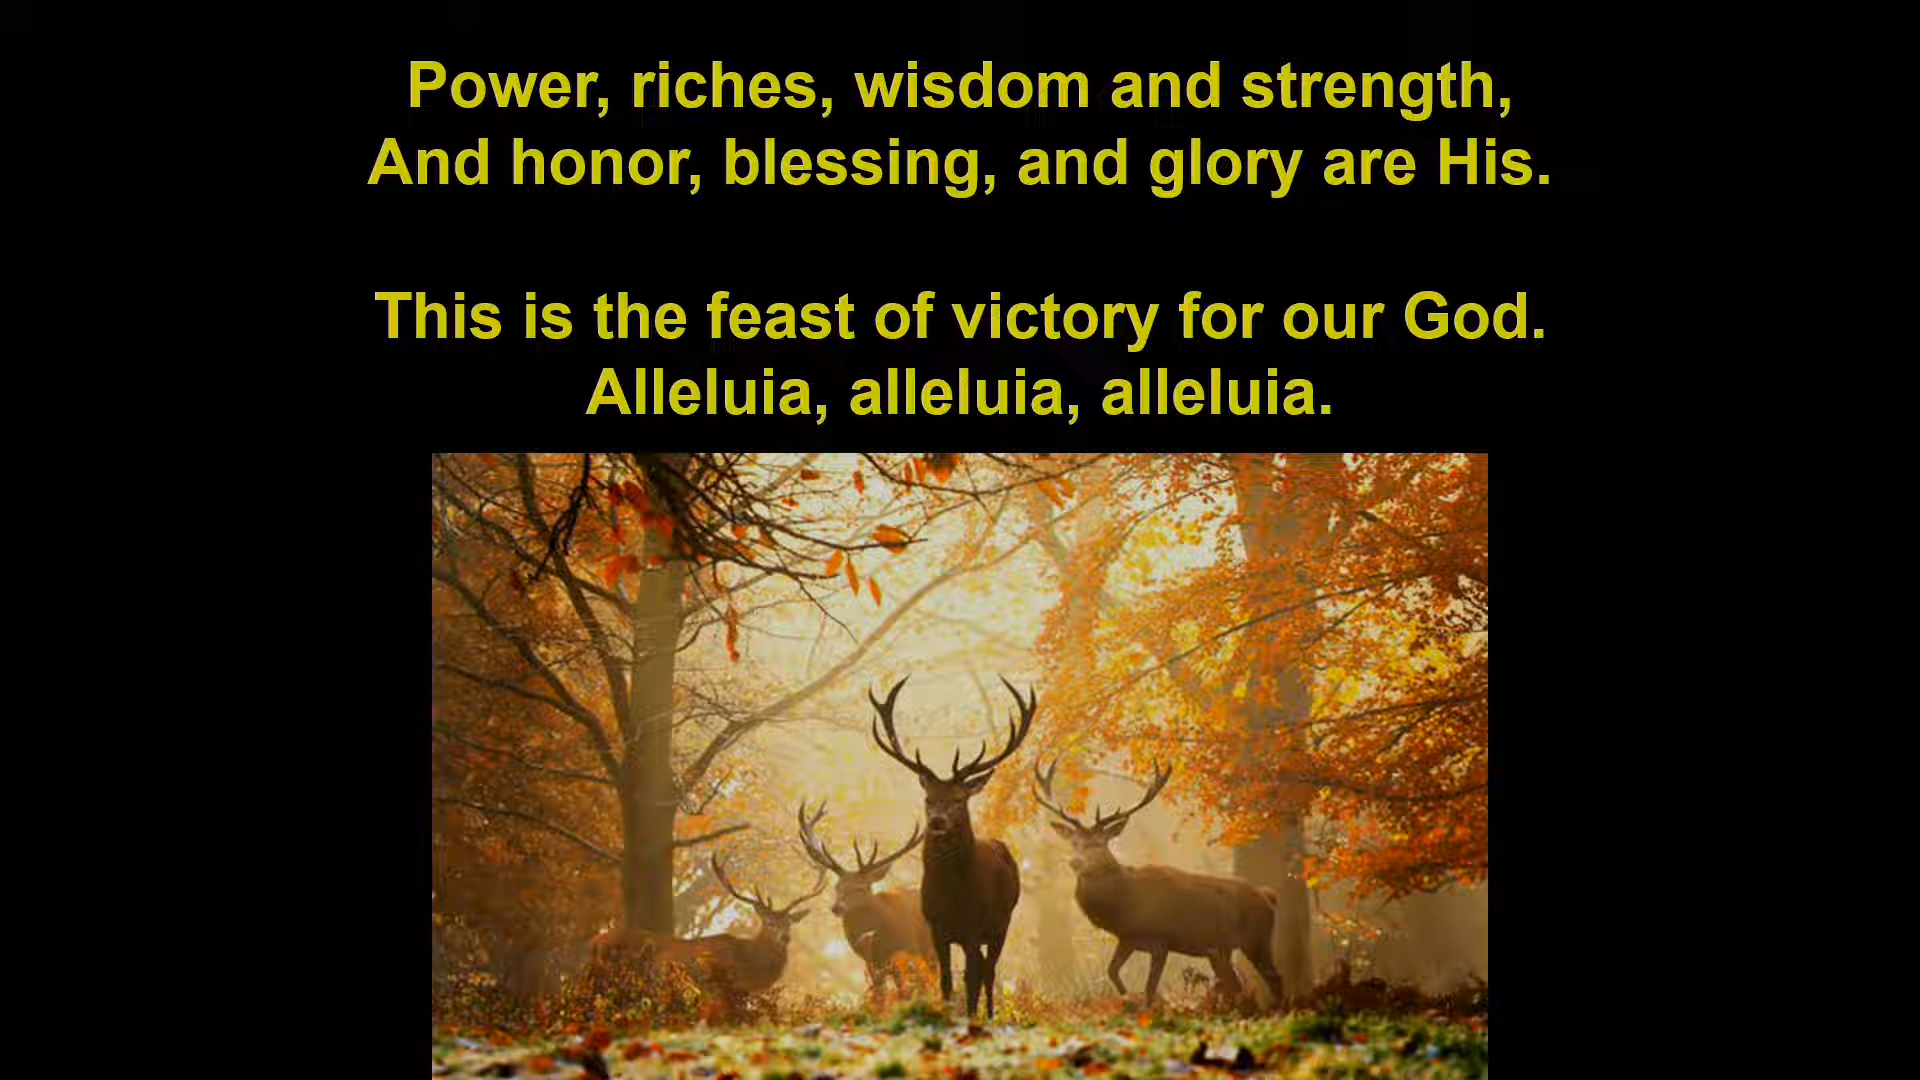 Power, riches, wisdom and strength,
And honor, blessing, and glory are His.
This is the feast of victory for our God.
Alleluia, alleluia, alleluia.